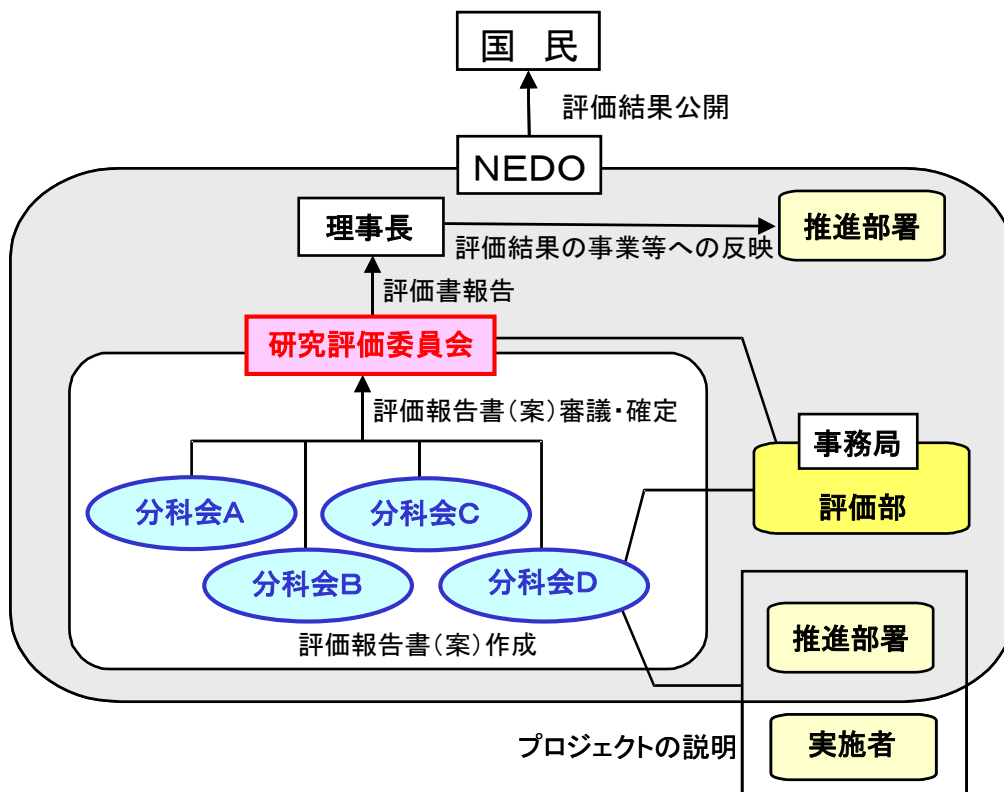 国　民
評価結果公開
NEDO
理事長
推進部署
評価結果の事業等への反映
評価書報告
研究評価委員会
評価報告書（案）審議・確定
事務局
評価部
分科会A
分科会C
分科会B
分科会D
評価報告書（案）作成
推進部署
プロジェクトの説明
実施者